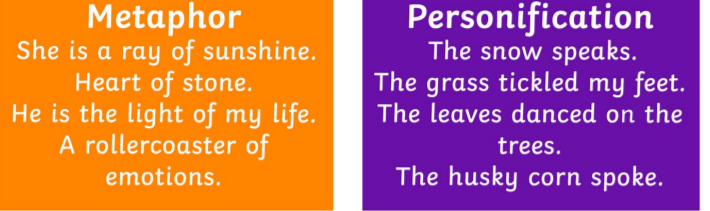 Metaphor
She is a ray of sunshine.
Heart of stone.
He is the light of my life.
A rollercoaster of
emotions.
Personification
The snow speaks.
The grass tickled my feet.
The leaves danced on the
trees.
The husky corn spoke.